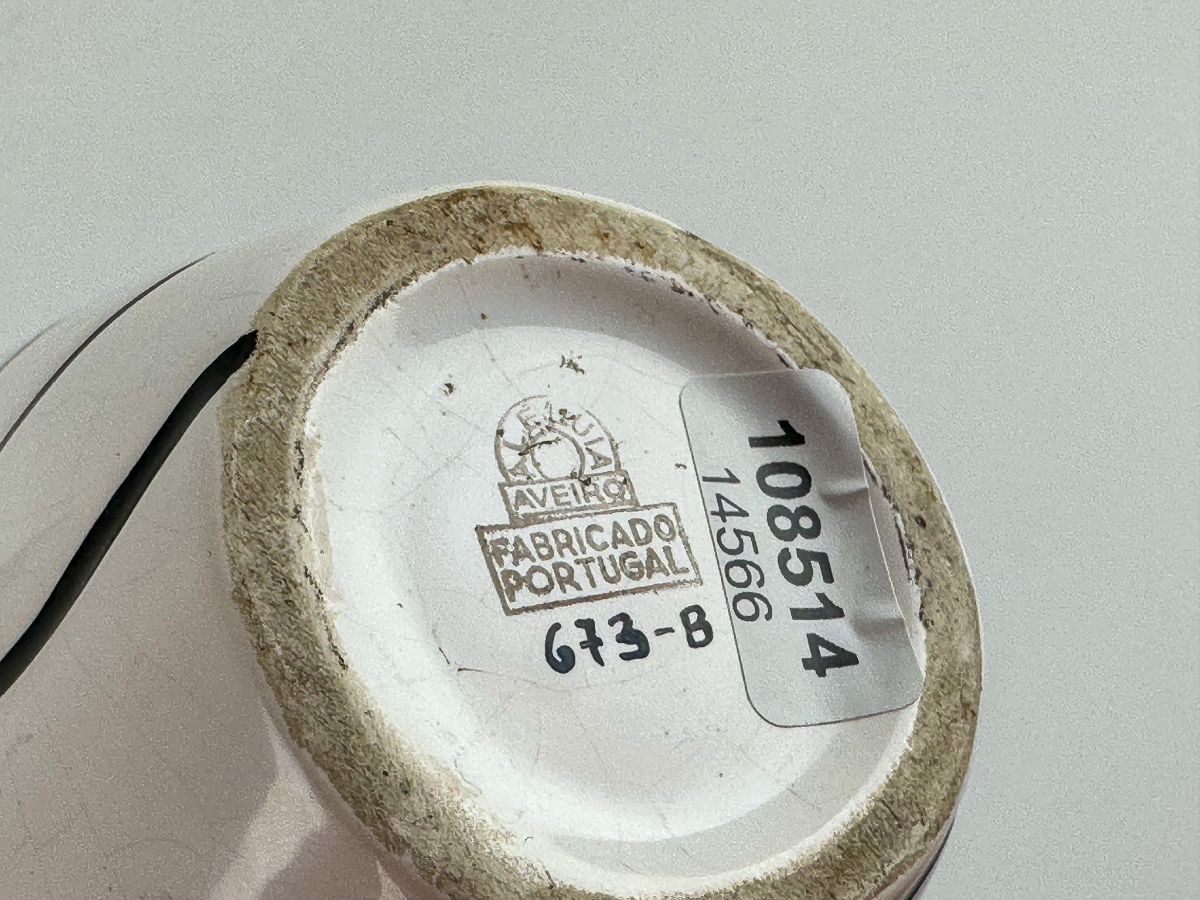 ALELUIA
AVEIRO
FABRICADO
PORTUGAL
673-B
108514
14566